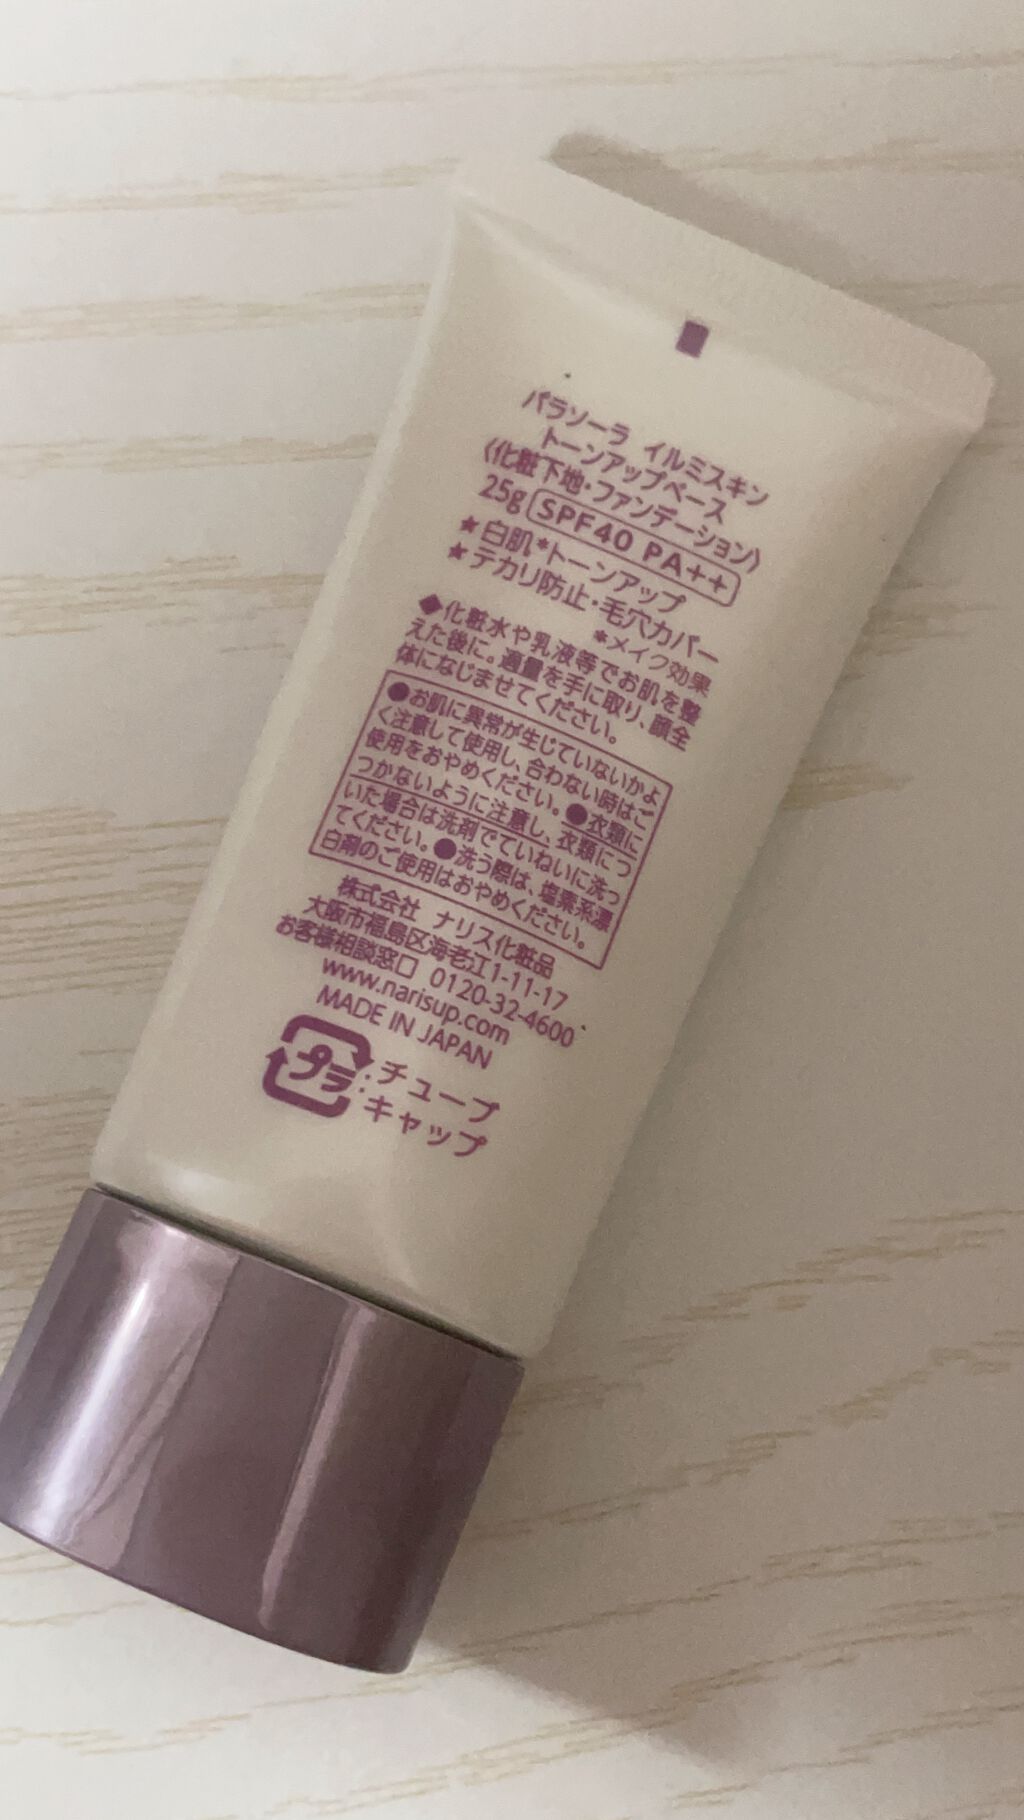 パラソーラ イルミスキン
トーンアップベース
〈化粧下地・ファンデーション〉
25g SPF40 PA++
★白肌*トーンアップ
★テカリ防止・毛穴カバー
*メイク効果
◆化粧水や乳液等でお肌を整
えた後に。適量を手に取り、顔全
体になじませてください。
●お肌に異常が生じていないかよ
く注意して使用し、合わない時はご
使用をおやめください。●衣類に
つかないように注意し、衣類につ
いた場合は洗剤でていねいに洗っ
てください。●洗う際は、塩素系漂
白剤のご使用はおやめください。
株式会社 ナリス化粧品
大阪市福島区海老江1-11-17
お客様相談窓口 0120-32-4600
www.narisup.com
MADE IN JAPAN
プラ :チューブ
:キャップ